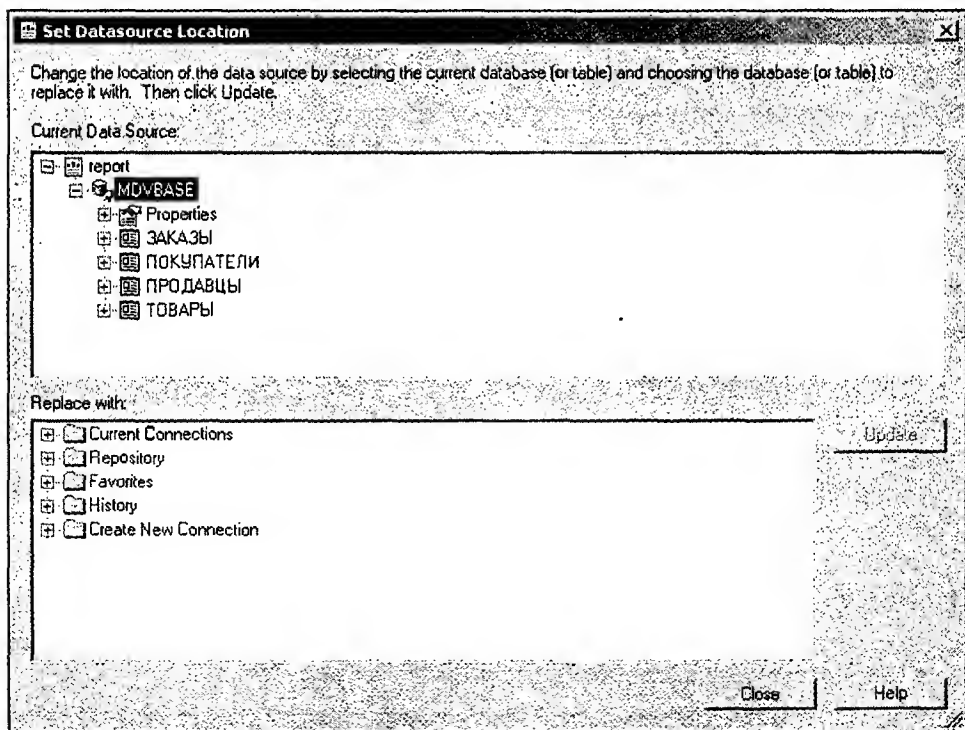 Set Datasource Location
Change the location of the data source by selecting the current database (or table) and choosing the database (or table) to
replace it with. Then click Update.
Current Data Source:
report
MDVBASE
Properties
ЗАКАЗЫ
ПОКУПАТЕЛИ
ПРОДАВЦЫ
ТОВАРЫ
Replace with:
Current Connections
Update
Repository
Favorites
History
Create New Connection
Close
Help